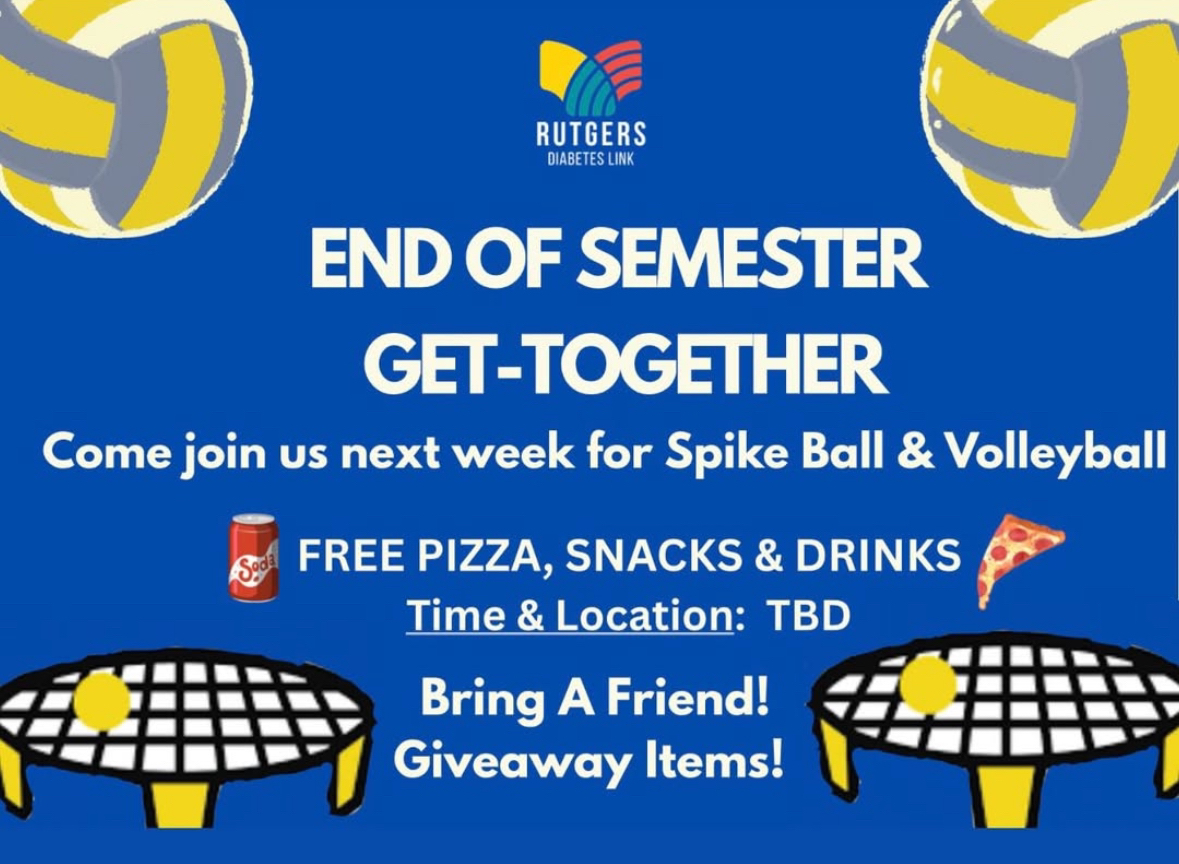 RUTGERS
DIABETES LINK
END OF SEMESTER
GET-TOGETHER
Come join us next week for Spike Ball & Volleyball
Soda
FREE PIZZA, SNACKS & DRINKS
Time & Location: TBD
Bring A Friend!
Giveaway Items!